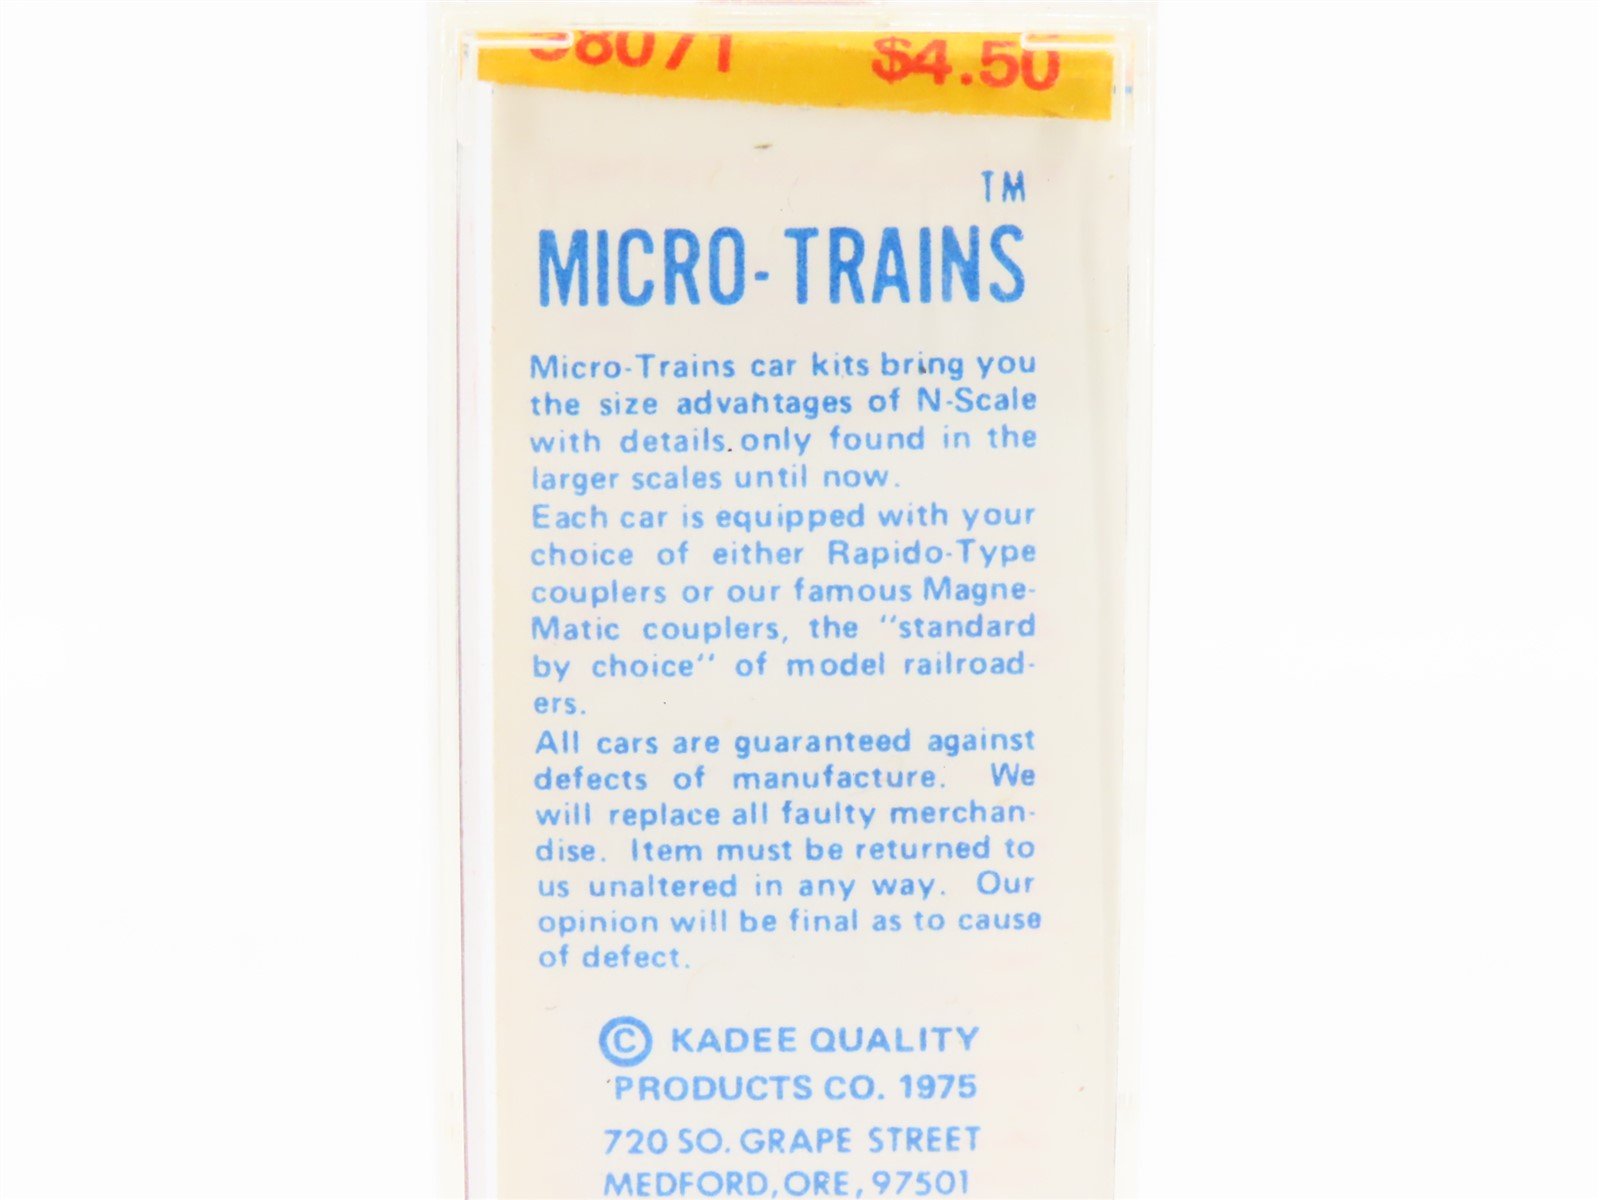 58071 $4.50
TM
MICRO-TRAINS
Micro-Trains car kits bring you
the size advantages of N-Scale
with details only found in the
larger scales until now.
Each car is equipped with your
choice of either Rapido-Type
couplers or our famous Magne-
Matic couplers, the "standard
by choice" of model railroad-
ers.
All cars are guaranteed against
defects of manufacture. We
will replace all faulty merchan-
dise. Item must be returned to
us unaltered in any way. Our
opinion will be final as to cause
of defect.
© KADEE QUALITY
PRODUCTS CO. 1975
720 SO. GRAPE STREET
MEDFORD, ORE, 97501